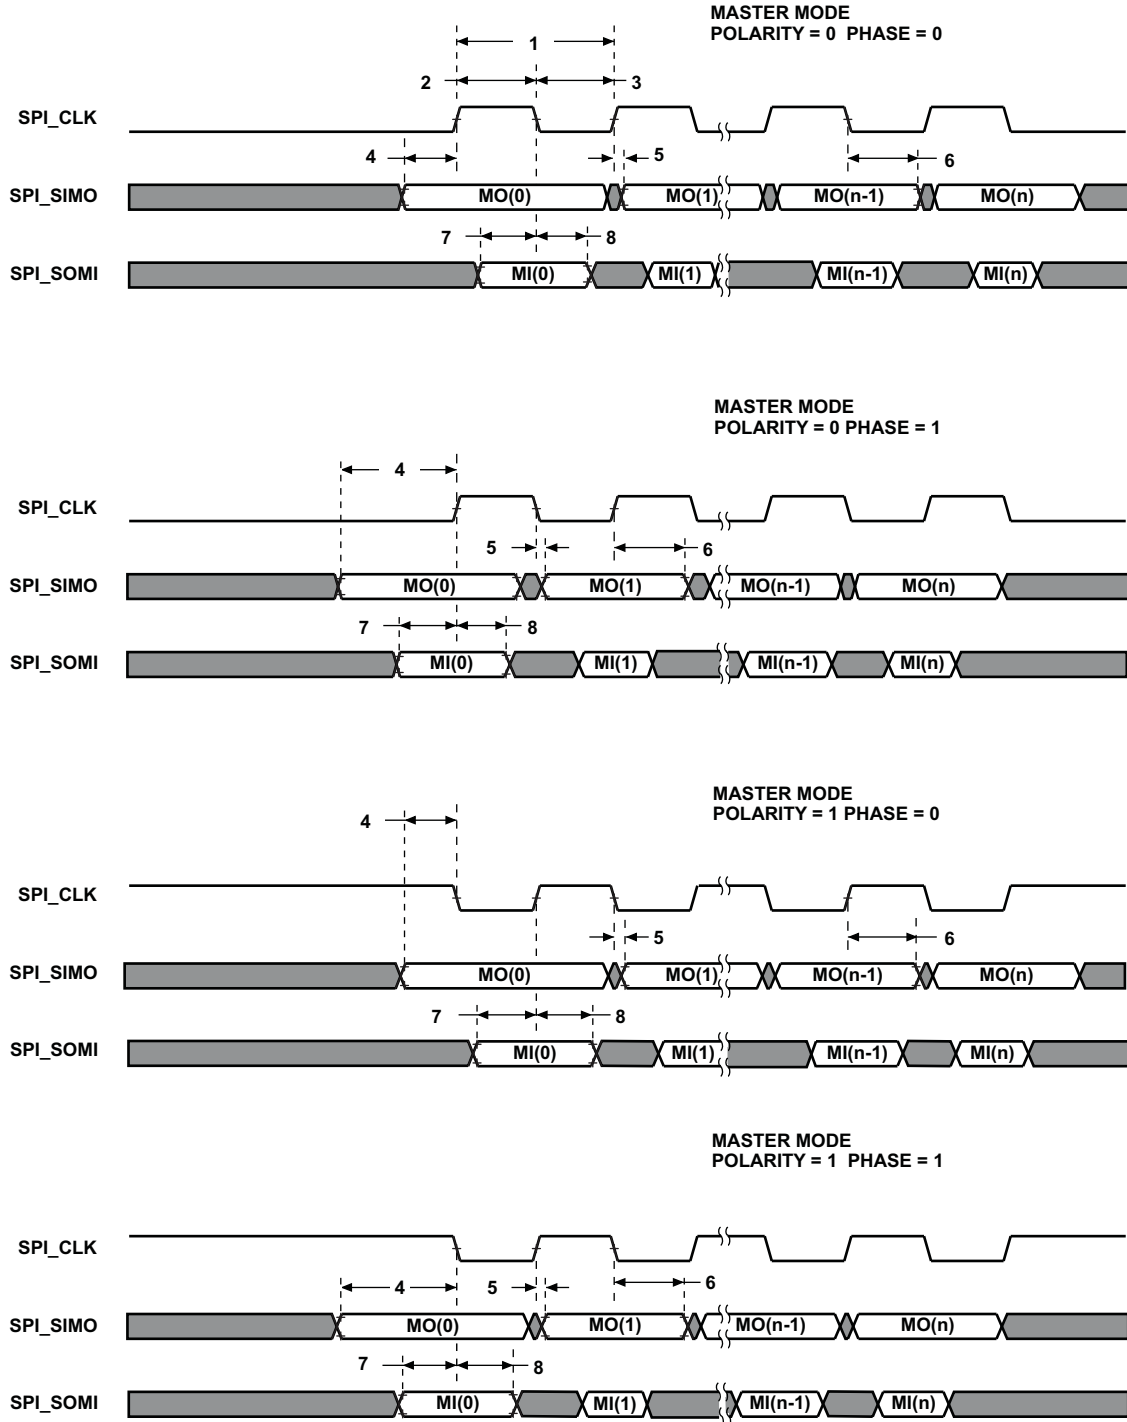 MASTER MODE
POLARITY = 0 PHASE = 0
1
2 3
SPI_CLK
4 5 6
SPI_SIMO MO(0) MO(1) MO(n-1) MO(n)
7 8
SPI_SOMI MI(0) MI(1) MI(n-1) MI(n)
MASTER MODE
POLARITY = 0 PHASE = 1
4
SPI_CLK
5 6
SPI_SIMO MO(0) MO(1) MO(n-1) MO(n)
7 8
SPI_SOMI MI(0) MI(1) MI(n-1) MI(n)
MASTER MODE
POLARITY = 1 PHASE = 0
4
SPI_CLK
5 6
SPI_SIMO MO(0) MO(1) MO(n-1) MO(n)
7 8
SPI_SOMI MI(0) MI(1) MI(n-1) MI(n)
MASTER MODE
POLARITY = 1 PHASE = 1
SPI_CLK
4 5 6
SPI_SIMO MO(0) MO(1) MO(n-1) MO(n)
7 8
SPI_SOMI MI(0) MI(1) MI(n-1) MI(n)